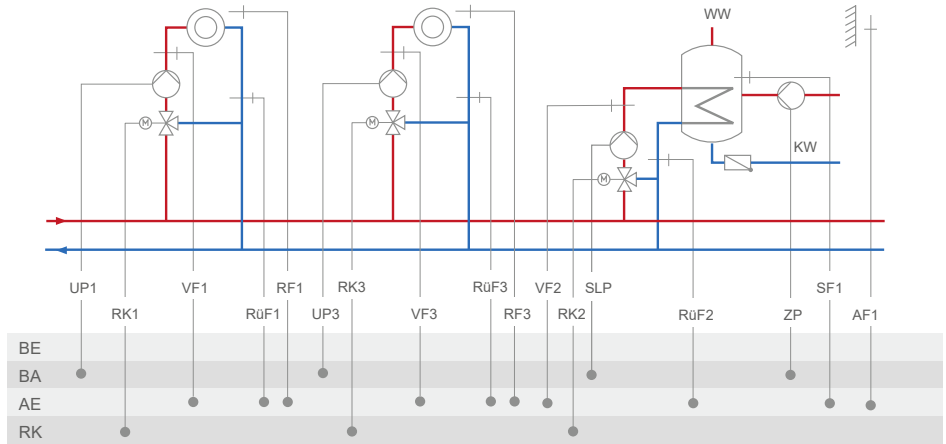 WW
M
M
KW
M
UP1
VF1
RF1
RK3
RüF3
VF2
SLP
SF1
RK1
RüF1
UP3
VF3
RF3
RK2
RüF2
ZP
AF1
BE
BA
AE
RK